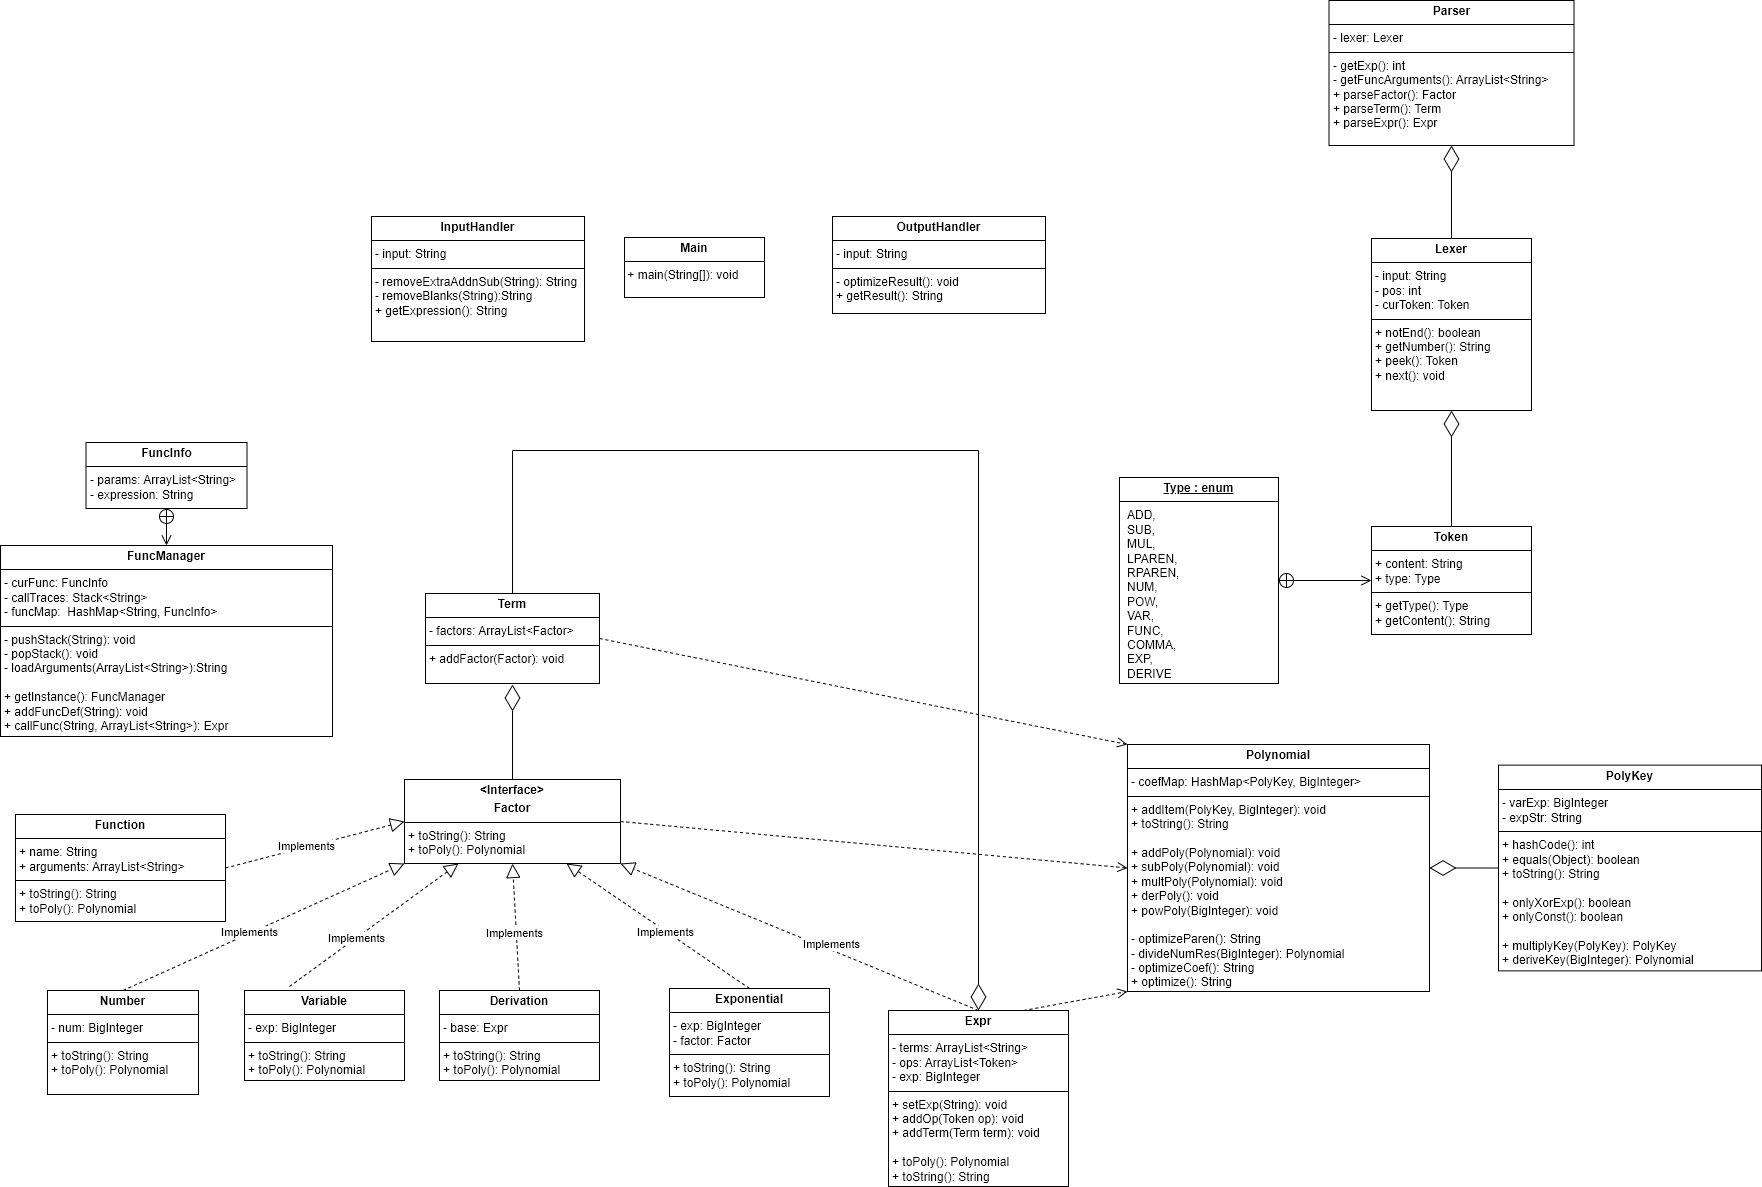 Parser
- lexer: Lexer
- getExp(): int
- getFuncArguments(): ArrayList<String>
+ parseFactor(): Factor
+ parseTerm(): Term
+ parseExpr(): Expr
InputHandler
- input: String
- removeExtraAddnSub(String): String
- removeBlanks(String):String
+ getExpression(): String
Main
+ main(String[]): void
OutputHandler
- input: String
- optimizeResult(): void
+ getResult(): String
Lexer
- input: String
- pos: int
- curToken: Token
+ notEnd(): boolean
+ getNumber(): String
+ peek(): Token
+ next(): void
FuncInfo
- params: ArrayList<String>
- expression: String
FuncManager
- curFunc: FuncInfo
- callTraces: Stack<String>
- funcMap:  HashMap<String, FuncInfo>
- pushStack(String): void
- popStack(): void
- loadArguments(ArrayList<String>):String
+ getInstance(): FuncManager
+ addFuncDef(String): void
+ callFunc(String, ArrayList<String>): Expr
Type : enum
ADD,
SUB,
MUL,
LPAREN,
RPAREN,
NUM,
POW,
VAR,
FUNC,
COMMA,
EXP,
DERIVE
Token
+ content: String
+ type: Type
+ getType(): Type
+ getContent(): String
Term
- factors: ArrayList<Factor>
+ addFactor(Factor): void
<Interface>
Factor
+ toString(): String
+ toPoly(): Polynomial
Polynomial
- coefMap: HashMap<PolyKey, BigInteger>
+ addItem(PolyKey, BigInteger): void
+ toString(): String
+ addPoly(Polynomial): void
+ subPoly(Polynomial): void
+ multPoly(Polynomial): void
+ derPoly(): void
+ powPoly(BigInteger): void
- optimizeParen(): String
- divideNumRes(BigInteger): Polynomial
- optimizeCoef(): String
+ optimize(): String
PolyKey
- varExp: BigInteger
- expStr: String
+ hashCode(): int
+ equals(Object): boolean
+ toString(): String
+ onlyXorExp(): boolean
+ onlyConst(): boolean
+ multiplyKey(PolyKey): PolyKey
+ deriveKey(BigInteger): Polynomial
Function
+ name: String
+ arguments: ArrayList<String>
+ toString(): String
+ toPoly(): Polynomial
Implements
Implements
Implements
Implements
Implements
Implements
Number
- num: BigInteger
+ toString(): String
+ toPoly(): Polynomial
Variable
- exp: BigInteger
+ toString(): String
+ toPoly(): Polynomial
Derivation
- base: Expr
+ toString(): String
+ toPoly(): Polynomial
Exponential
- exp: BigInteger
- factor: Factor
+ toString(): String
+ toPoly(): Polynomial
Expr
- terms: ArrayList<String>
- ops: ArrayList<Token>
- exp: BigInteger
+ setExp(String): void
+ addOp(Token op): void
+ addTerm(Term term): void
+ toPoly(): Polynomial
+ toString(): String